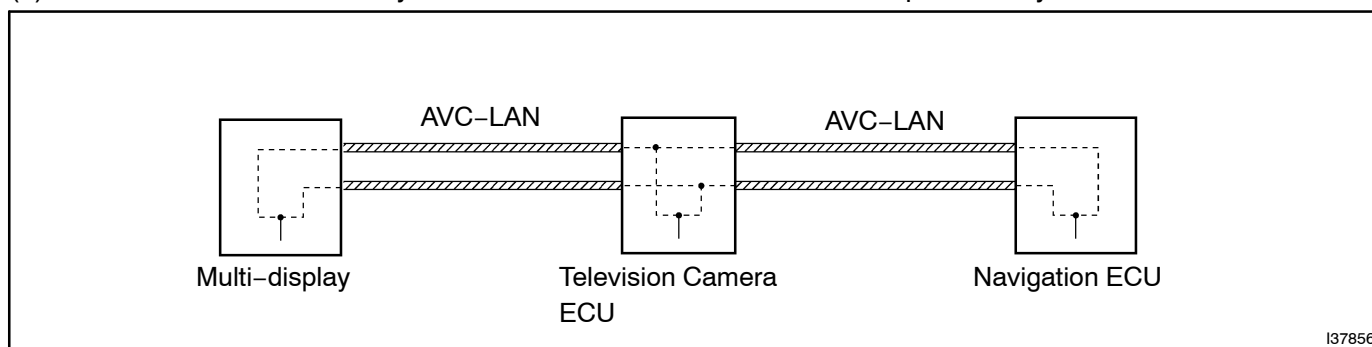 AVC−LAN
AVC−LAN
Multi−display
Television Camera
ECU
Navigation ECU
I37856